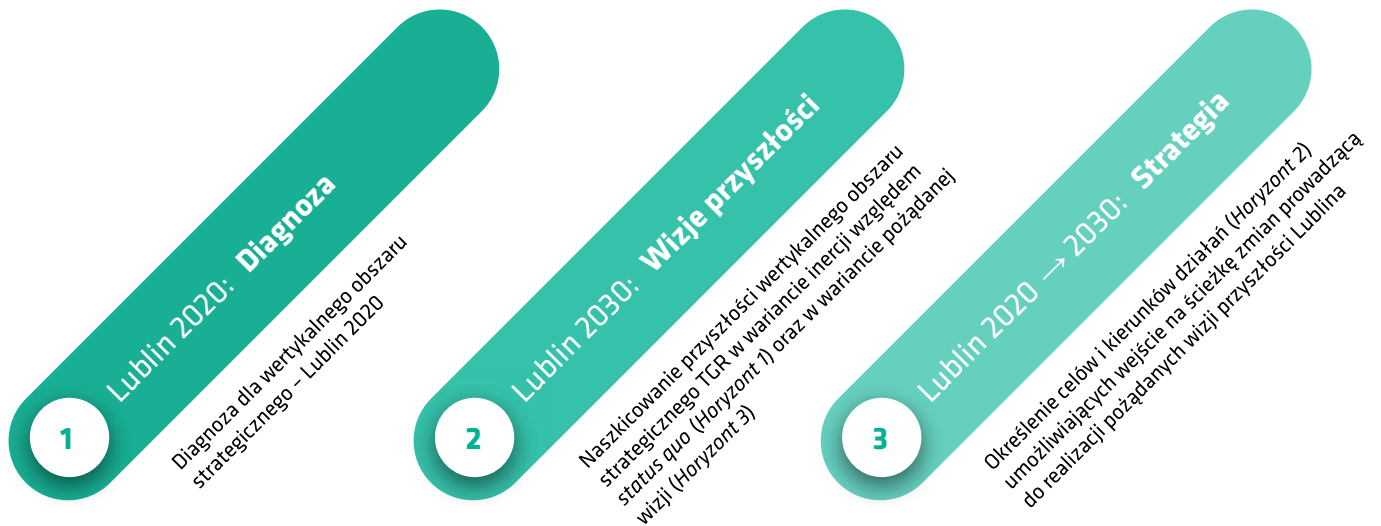 1
Lublin 2020: Diagnoza
Diagnoza dla wertykalnego obszaru
strategicznego – Lublin 2020
2
Lublin 2030: Wizje przyszłości
Naszkicowanie przyszłości wertykalnego obszaru
strategicznego TGR w wariancie inercji względem
status quo (Horyzont 1) oraz w wariancie pożądanej
wizji (Horyzont 3)
3
Lublin 2020 → 2030: Strategia
Określenie celów i kierunków działań (Horyzont 2)
umożliwiających wejście na ścieżkę zmian prowadzącą
do realizacji pożądanych wizji przyszłości Lublina